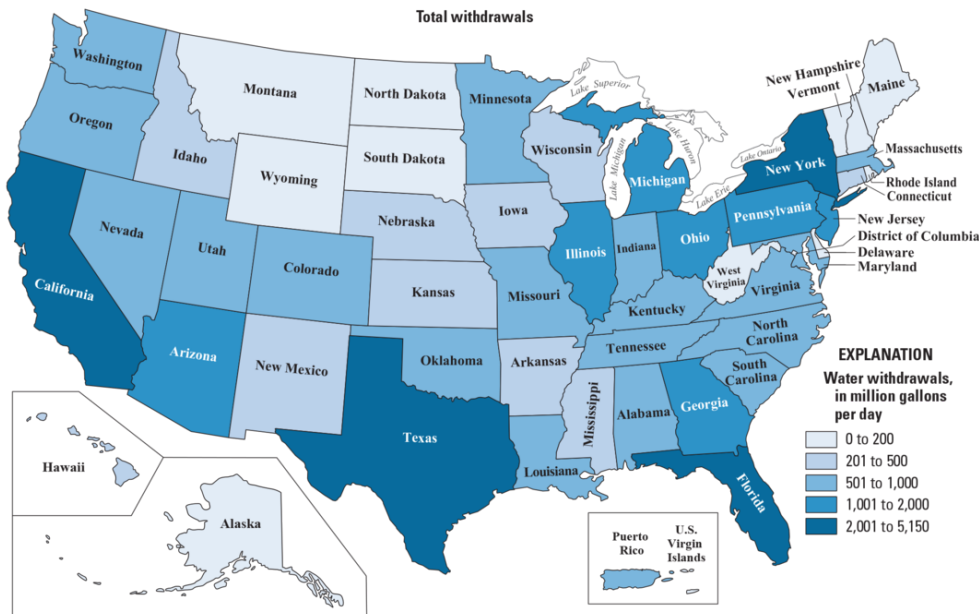 Total withdrawals
Washington
Oregon
California
Nevada
Idaho
Montana
Wyoming
Utah
Arizona
Colorado
New Mexico
North Dakota
South Dakota
Nebraska
Kansas
Oklahoma
Texas
Minnesota
Iowa
Missouri
Arkansas
Louisiana
Wisconsin
Illinois
Michigan
Indiana
Ohio
Kentucky
Tennessee
Mississippi
Alabama
Georgia
Florida
South
Carolina
North
Carolina
Virginia
West
Virginia
Pennsylvania
New York
Lake Superior
Lake Michigan
Lake Huron
Lake Erie
Lake Ontario
New Hampshire
Vermont
Maine
Massachusetts
Rhode Island
Connecticut
New Jersey
District of Columbia
Delaware
Maryland
Hawaii
Alaska
Puerto
Rico
U.S.
Virgin
Islands
EXPLANATION
Water withdrawals,
in million gallons
per day
0 to 200
201 to 500
501 to 1,000
1,001 to 2,000
2,001 to 5,150